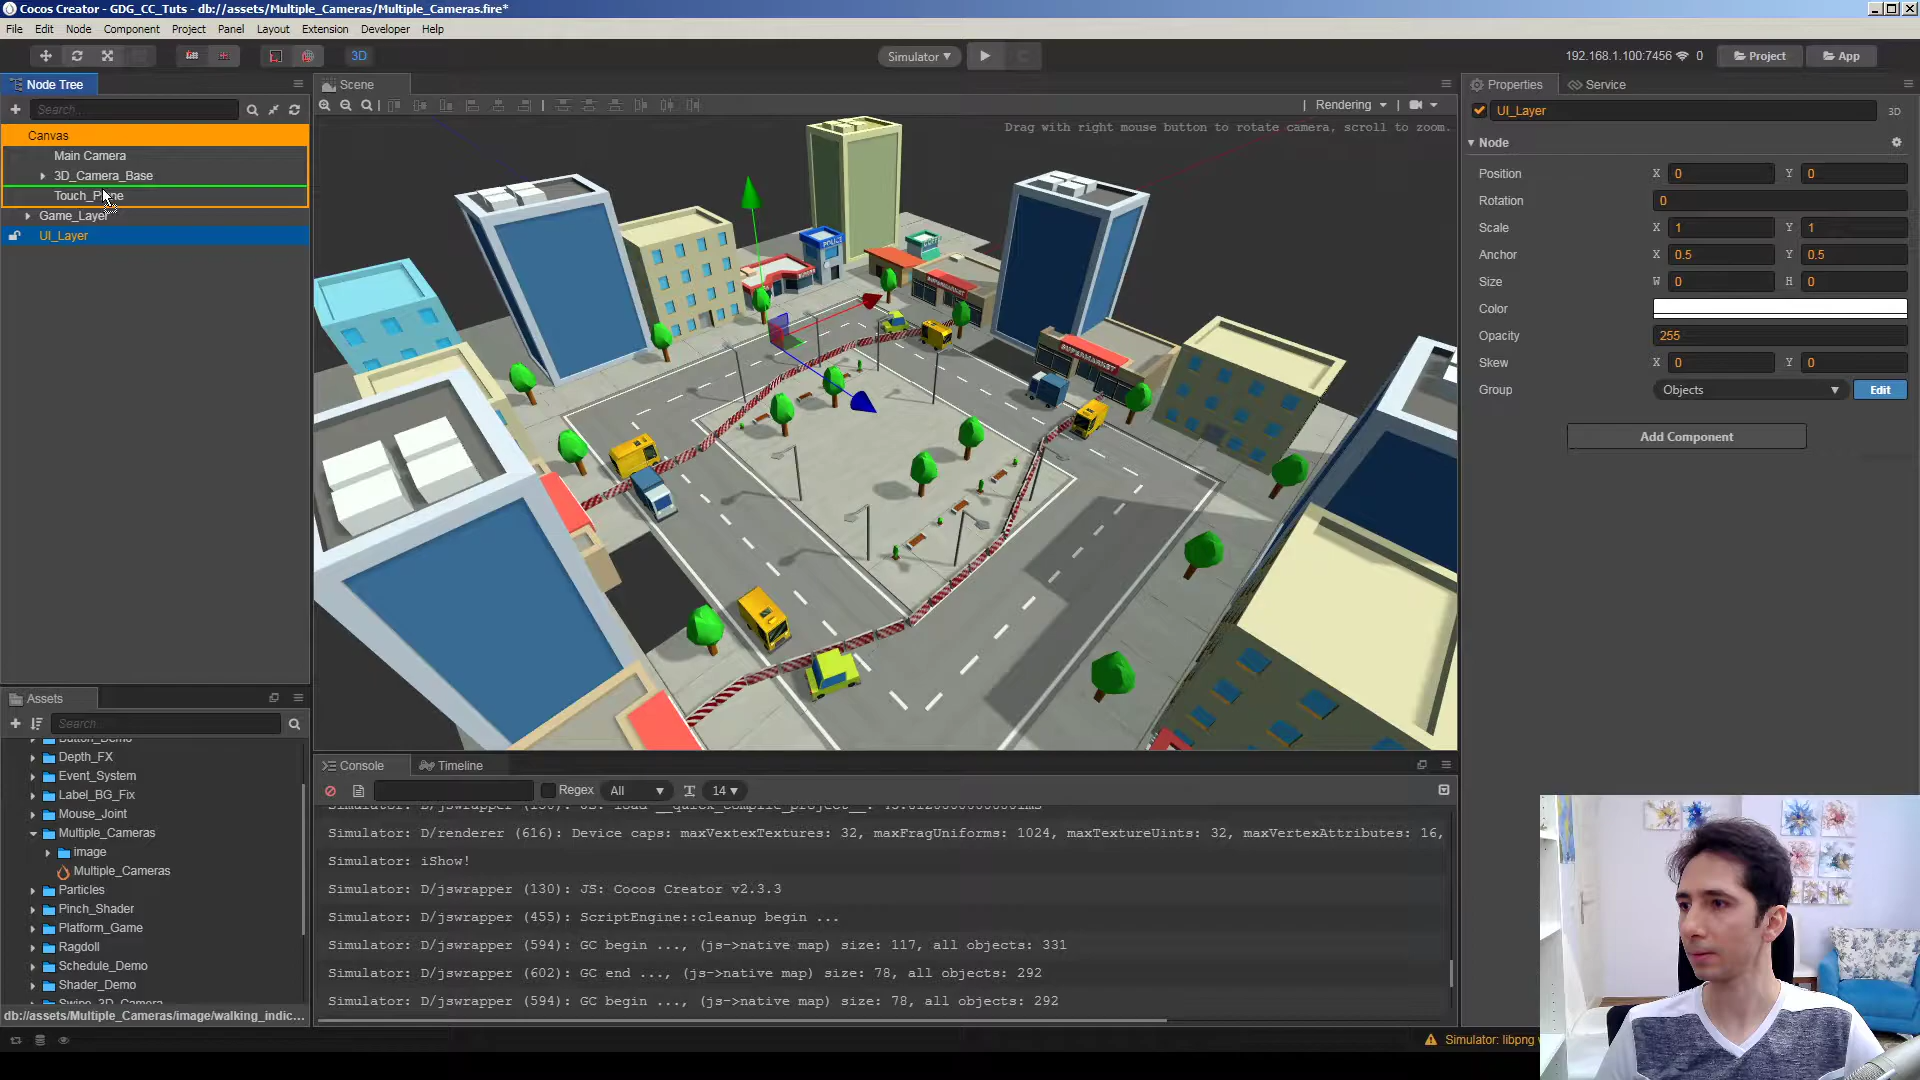 Cocos Creator - GDG_CC_Tuts - db://assets/Multiple_Cameras/Multiple_Cameras.fire*
File Edit Node Component Project Panel Layout Extension Developer Help
3D Simulator 192.168.1.100:7456 0 Project App
Node Tree
Search...
Canvas
Main Camera
3D_Camera_Base
Touch_Plane
Game_Layer
UI_Layer
Scene
Rendering
Drag with right mouse button to rotate camera, scroll to zoom.
POLICE
SUPERMARKET
Properties Service
UI_Layer 3D
Node
Position X 0 Y 0
Rotation 0
Scale X 1 Y 1
Anchor X 0.5 Y 0.5
Size W 0 H 0
Color
Opacity 255
Skew X 0 Y 0
Group Objects Edit
Add Component
Assets
Search...
Button_Demo
Depth_FX
Event_System
Label_BG_Fix
Mouse_Joint
Multiple_Cameras
image
Multiple_Cameras
Particles
Pinch_Shader
Platform_Game
Ragdoll
Schedule_Demo
Shader_Demo
Swipe_3D_Camera
db://assets/Multiple_Cameras/image/walking_indic...
Console Timeline
Regex All 14
Simulator: D/renderer (616): Device caps: maxVextexTextures: 32, maxFragUniforms: 1024, maxTextureUints: 32, maxVertexAttributes: 16,
Simulator: iShow!
Simulator: D/jswrapper (130): JS: Cocos Creator v2.3.3
Simulator: D/jswrapper (455): ScriptEngine::cleanup begin ...
Simulator: D/jswrapper (594): GC begin ..., (js->native map) size: 117, all objects: 331
Simulator: D/jswrapper (602): GC end ..., (js->native map) size: 78, all objects: 292
Simulator: D/jswrapper (594): GC begin ..., (js->native map) size: 78, all objects: 292
Simulator: libpng